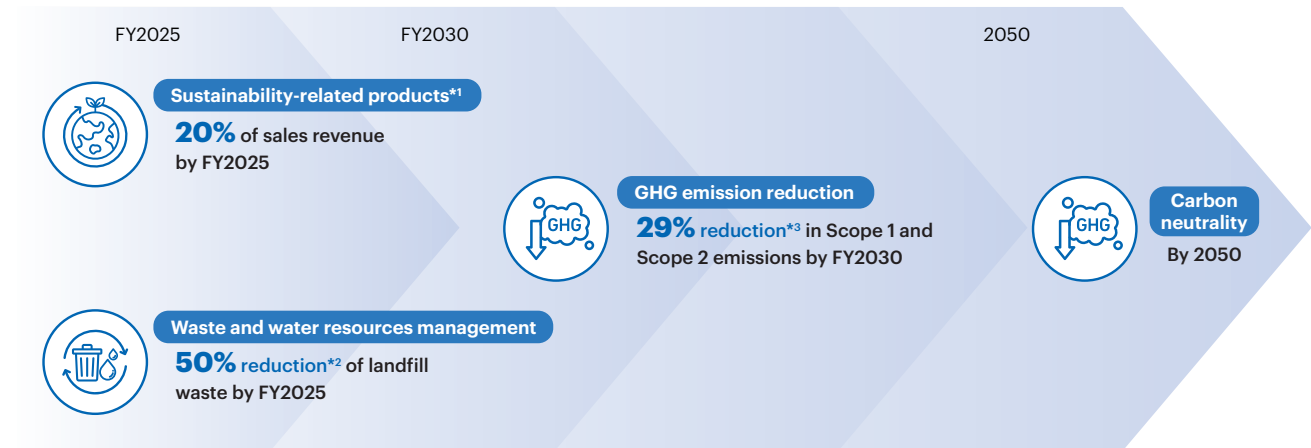 FY2025
FY2030
2050
Sustainability-related products*1
20% of sales revenue
by FY2025
GHG
GHG emission reduction
29% reduction*3 in Scope 1 and
Scope 2 emissions by FY2030
GHG
Carbon
neutrality
By 2050
Waste and water resources management
50% reduction*2 of landfill
waste by FY2025